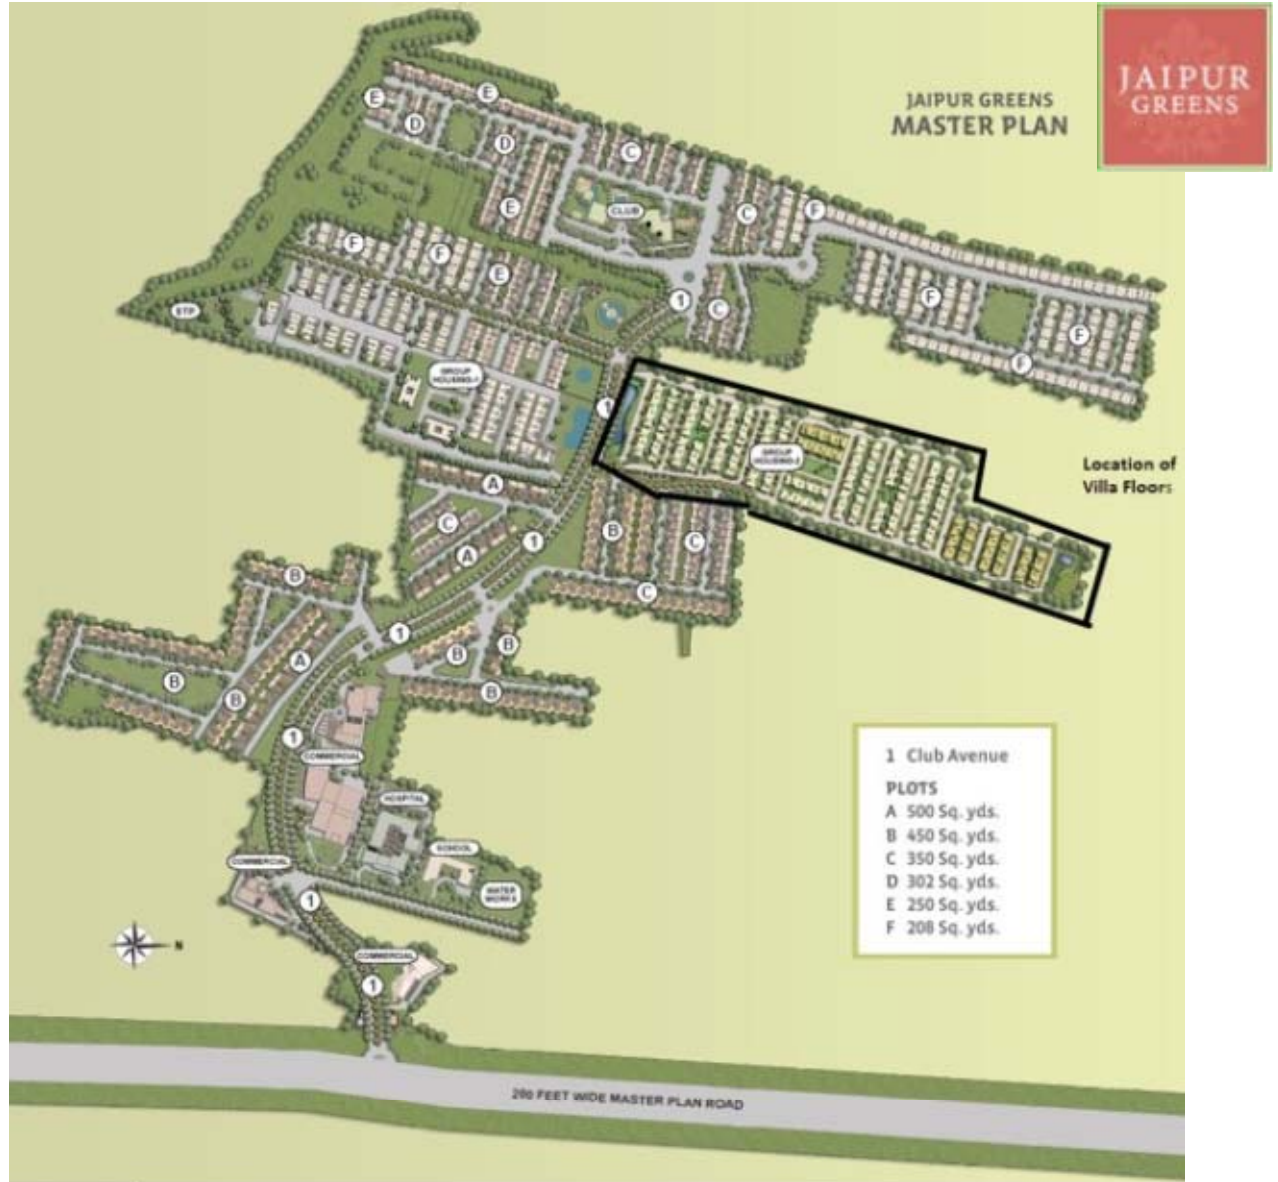 JAIPUR
GREENS
JAIPUR GREENS
MASTER PLAN
E
E
D
D
C
E
CLUB
C
F
F
F
E
1
C
F
F
F
STP
GROUP
HOUSING-1
1
GROUP
HOUSING-2
Location of
Villa Floors
A
C
A
1
B
C
C
B
1
B
B
A
B
B
B
1
COMMERCIAL
HOSPITAL
SCHOOL
COMMERCIAL
WATER
WORKS
1
N
COMMERCIAL
1
1 Club Avenue
PLOTS
A 500 Sq. yds.
B 450 Sq. yds.
C 350 Sq. yds.
D 302 Sq. yds.
E 250 Sq. yds.
F 208 Sq. yds.
200 FEET WIDE MASTER PLAN ROAD